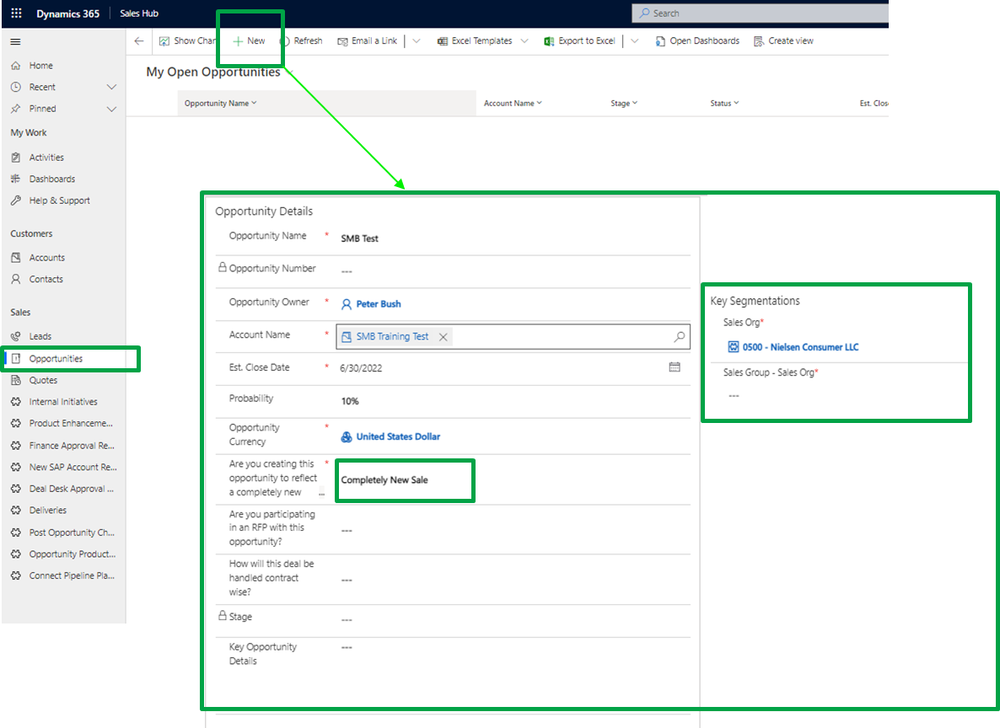 Dynamics 365
Sales Hub
Search
Show Char
New
Refresh
Email a Link
Excel Templates
Export to Excel
Open Dashboards
Create view
Home
Recent
Pinned
My Work
Activities
Dashboards
Help & Support
Customers
Accounts
Contacts
Sales
Leads
Opportunities
Quotes
Internal Initiatives
Product Enhanceme...
Finance Approval Re...
New SAP Account Re...
Deal Desk Approval ...
Deliveries
Post Opportunity Ch...
Opportunity Product...
Connect Pipeline Pla...
My Open Opportunities
Opportunity Name
Account Name
Stage
Status
Est. Clos
Opportunity Details
Opportunity Name * SMB Test
Opportunity Number ---
Opportunity Owner * Peter Bush
Account Name * SMB Training Test
Est. Close Date * 6/30/2022
Probability 10%
Opportunity
Currency
* United States Dollar
Are you creating this
opportunity to reflect
a completely new ...
* Completely New Sale
Are you participating
in an RFP with this
opportunity?
---
How will this deal be
handled contract
wise?
---
Stage ---
Key Opportunity
Details
---
Key Segmentations
Sales Org*
0500 - Nielsen Consumer LLC
Sales Group - Sales Org*
---